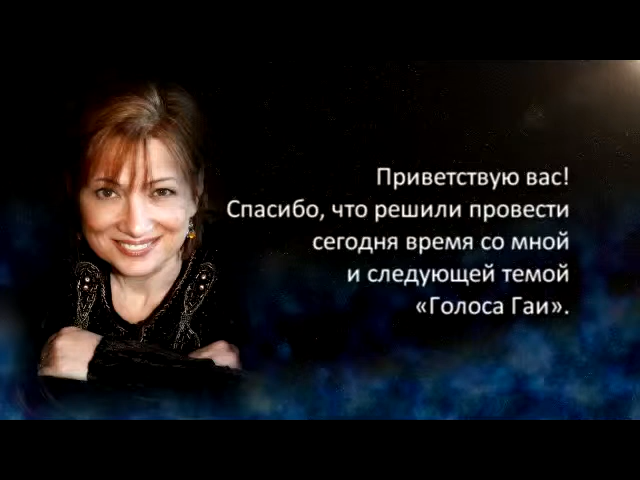 Приветствую вас!
Спасибо, что решили провести
сегодня время со мной
и следующей темой
«Голоса Гаи».